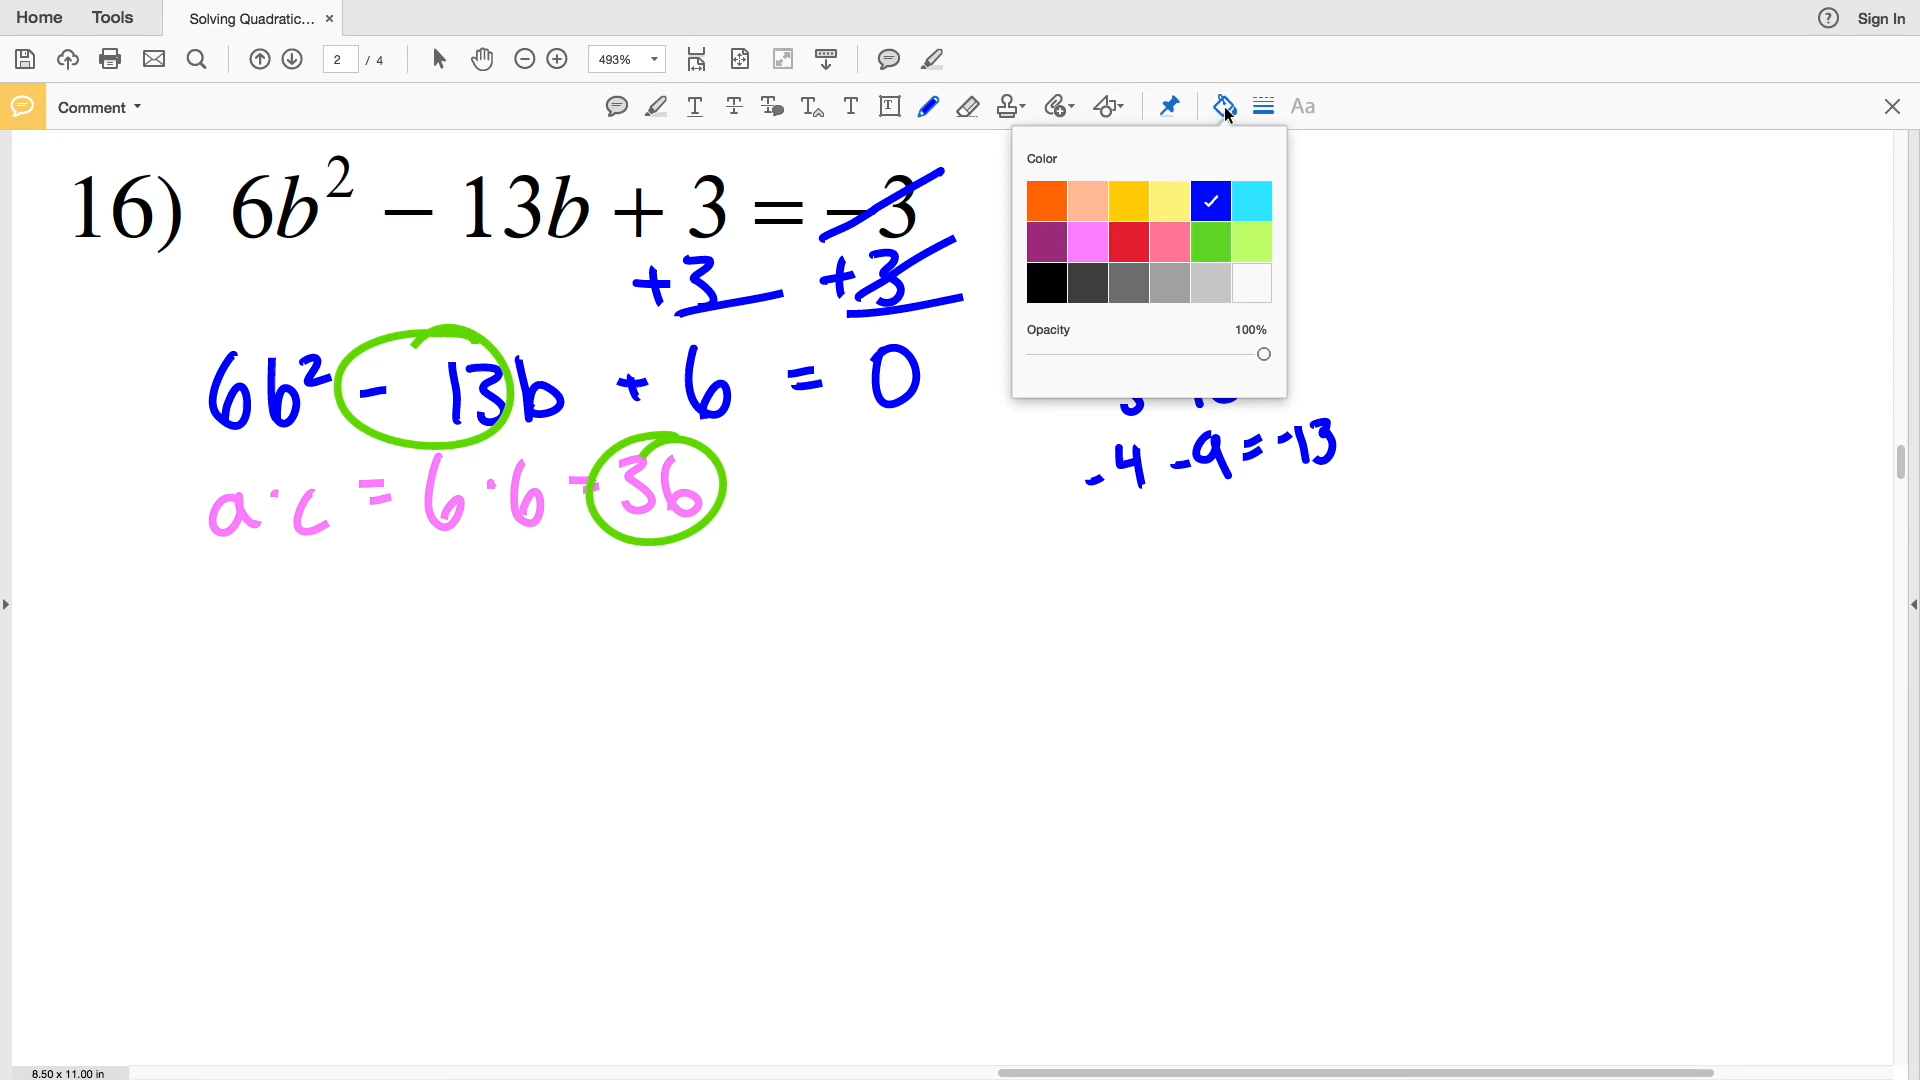 Home Tools Solving Quadratic... × ? Sign In
2 / 4 493%
Comment Aa
Color
Opacity 100%
16) 6b² − 13b + 3 = −3
+3 +3
6b² - 13b + 6 = 0
-4 -9 = -13
a·c = 6·6 = 36
8.50 x 11.00 in